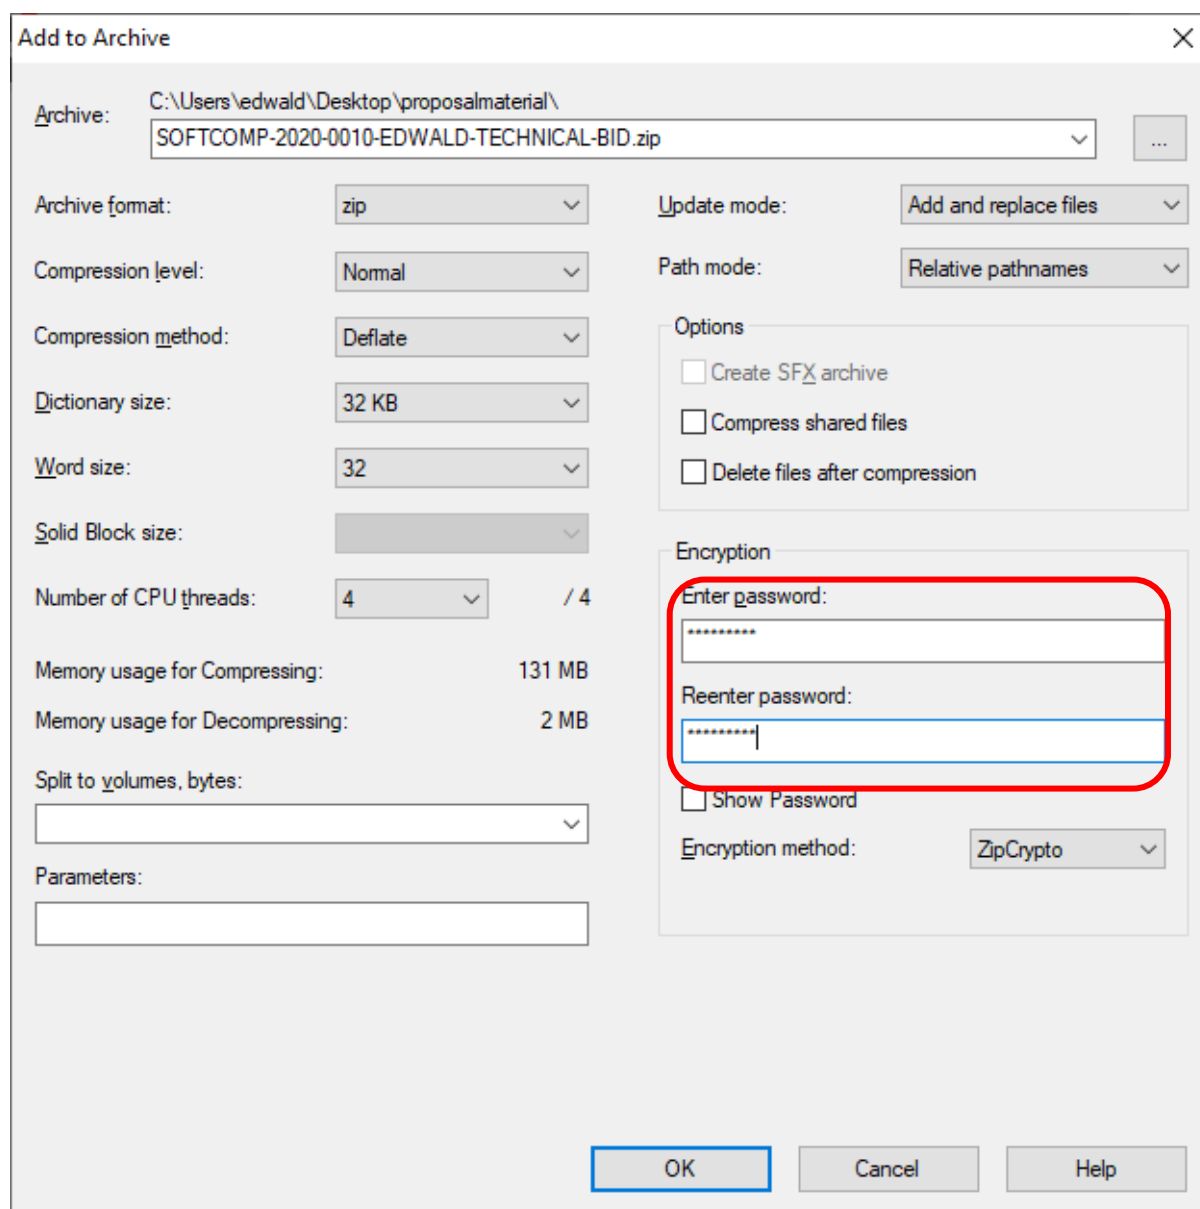 Add to Archive
Archive:
C:\Users\edwald\Desktop\proposalmaterial\
SOFTCOMP-2020-0010-EDWALD-TECHNICAL-BID.zip
...
Archive format:
zip
Compression level:
Normal
Compression method:
Deflate
Dictionary size:
32 KB
Word size:
32
Solid Block size:
Number of CPU threads:
4
/ 4
Memory usage for Compressing:
131 MB
Memory usage for Decompressing:
2 MB
Split to volumes, bytes:
Parameters:
Update mode:
Add and replace files
Path mode:
Relative pathnames
Options
Create SFX archive
Compress shared files
Delete files after compression
Encryption
Enter password:
*********
Reenter password:
*********
Show Password
Encryption method:
ZipCrypto
OK
Cancel
Help